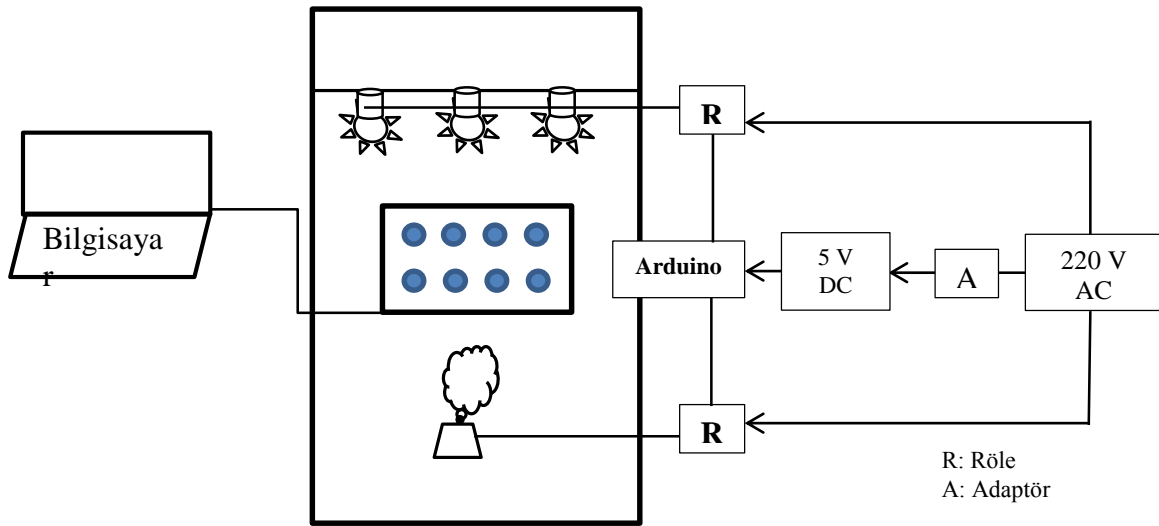 R
Bilgisaya
r
Arduino
5 V
DC
A
220 V
AC
R
R: Röle
A: Adaptör